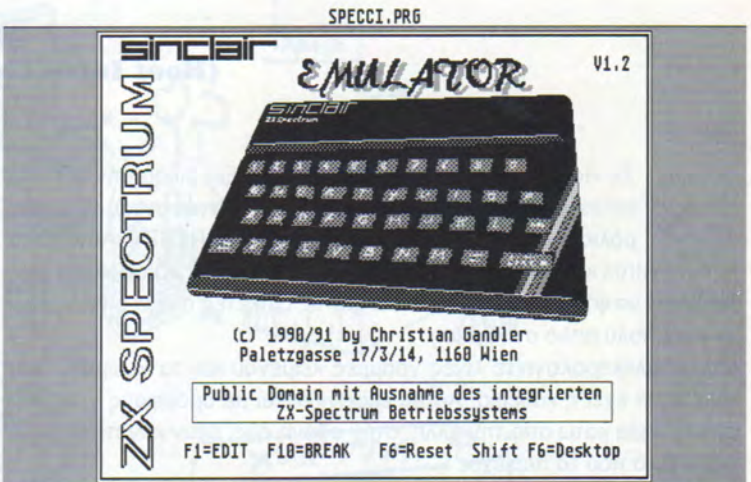 SPECCI.PRG
sinclair
EMULATOR
V1.2
sinclair
ZX Spectrum
ZX SPECTRUM
(c) 1990/91 by Christian Gandler
Paletzgasse 17/3/14, 1160 Wien
Public Domain mit Ausnahme des integrierten
ZX-Spectrum Betriebssystems
F1=EDIT F10=BREAK F6=Reset Shift F6=Desktop